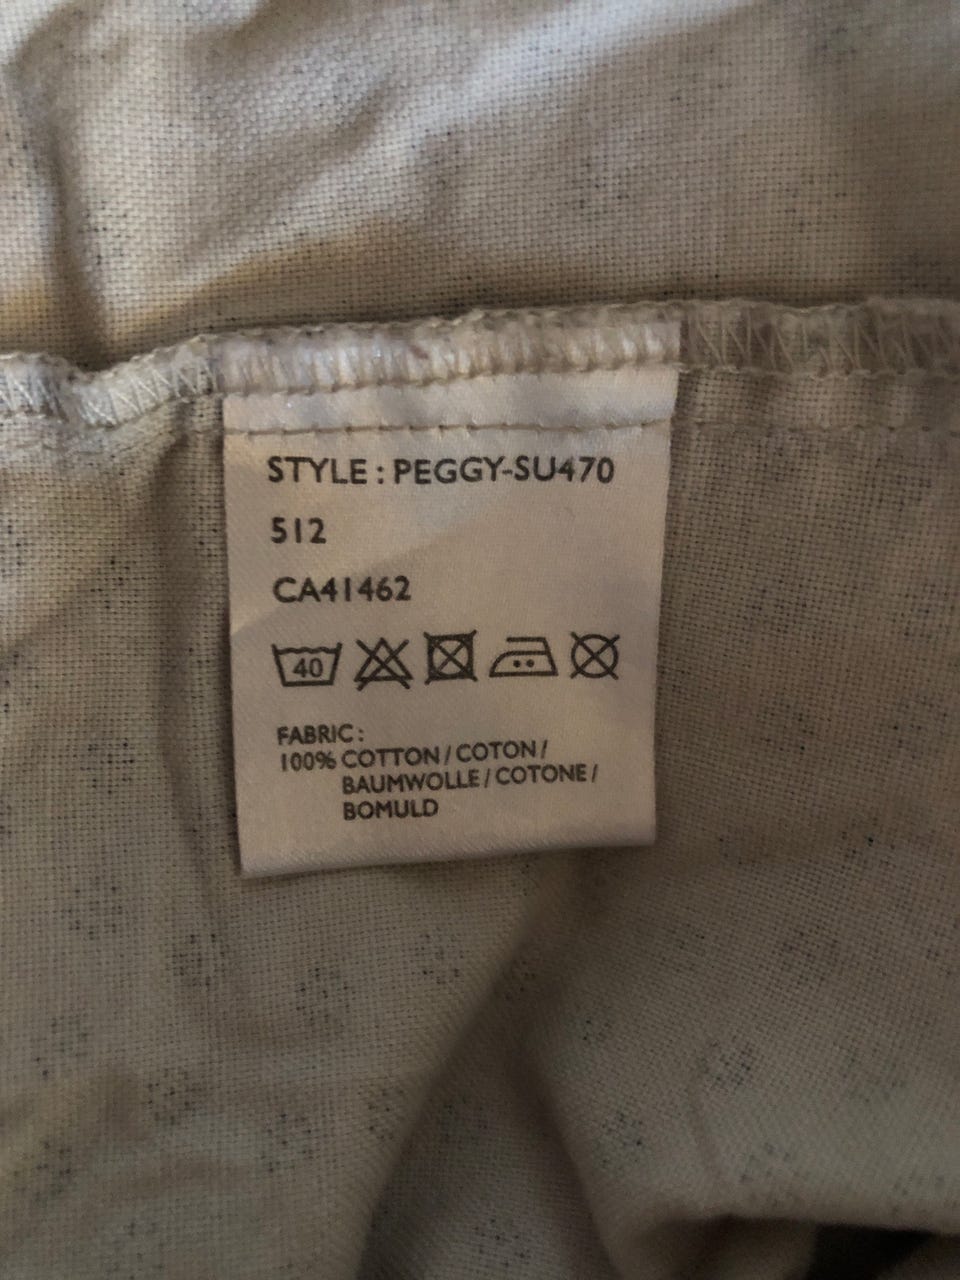 STYLE : PEGGY-SU470
512
CA41462
40
FABRIC :
100% COTTON / COTON /
BAUMWOLLE / COTONE /
BOMULD